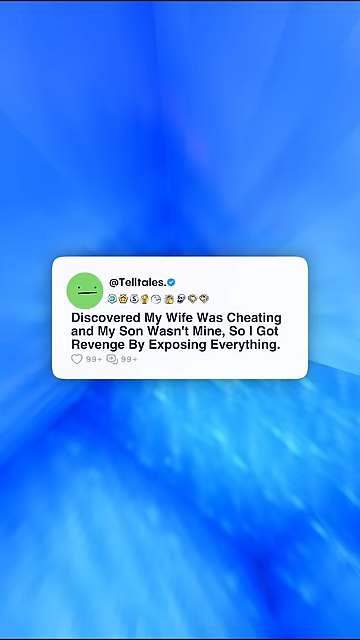 @Telltales.
Discovered My Wife Was Cheating
and My Son Wasn't Mine, So I Got
Revenge By Exposing Everything.
99+ 99+